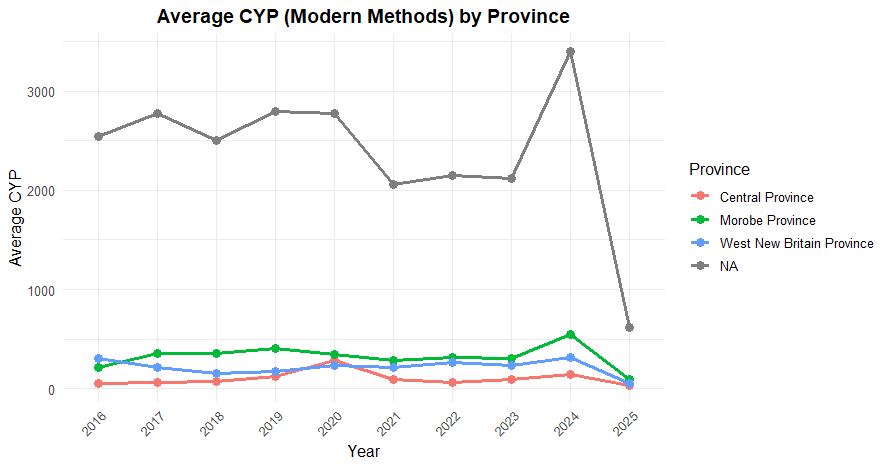 Average CYP (Modern Methods) by Province
Average CYP
3000
2000
1000
0
2016
2017
2018
2019
2020
2021
2022
2023
2024
2025
Year
Province
Central Province
Morobe Province
West New Britain Province
NA